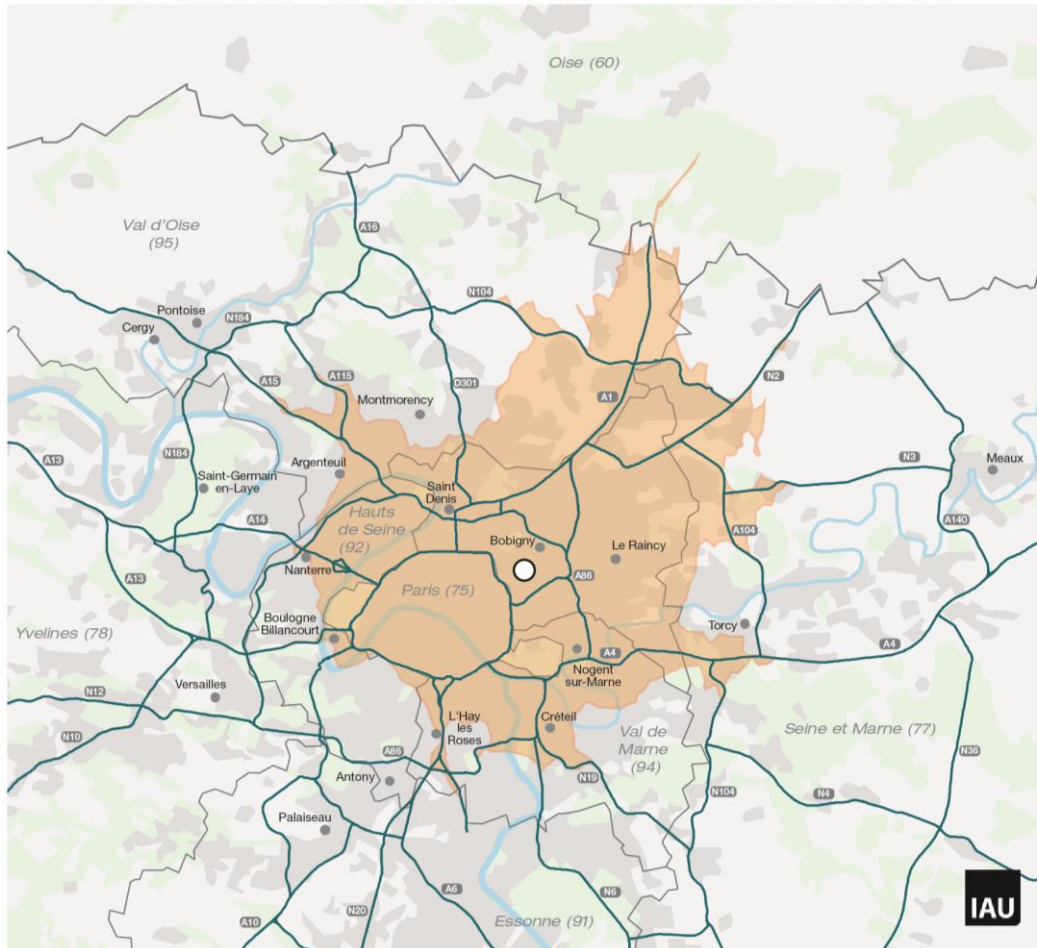 Oise (60)
Val d'Oise
(95)
A16
Pontoise
Cergy
N184
N104
A15
A115
D301
A1
N2
Montmorency
A13
N184
Saint-Germain
en-Laye
Argenteuil
Saint
Denis
N3
Meaux
A14
Hauts
de Seine
(92)
Bobigny
Le Raincy
A104
A140
A13
Nanterre
A86
Paris (75)
Yvelines (78)
Boulogne
Billancourt
Torcy
A4
A4
Nogent
sur-Marne
N12
Versailles
N10
L'Hay
les
Roses
Créteil
Val de
Marne
(94)
Seine et Marne (77)
A86
Antony
N19
N36
N104
N4
Palaiseau
A6
N6
A10
N20
Essonne (91)
IAU